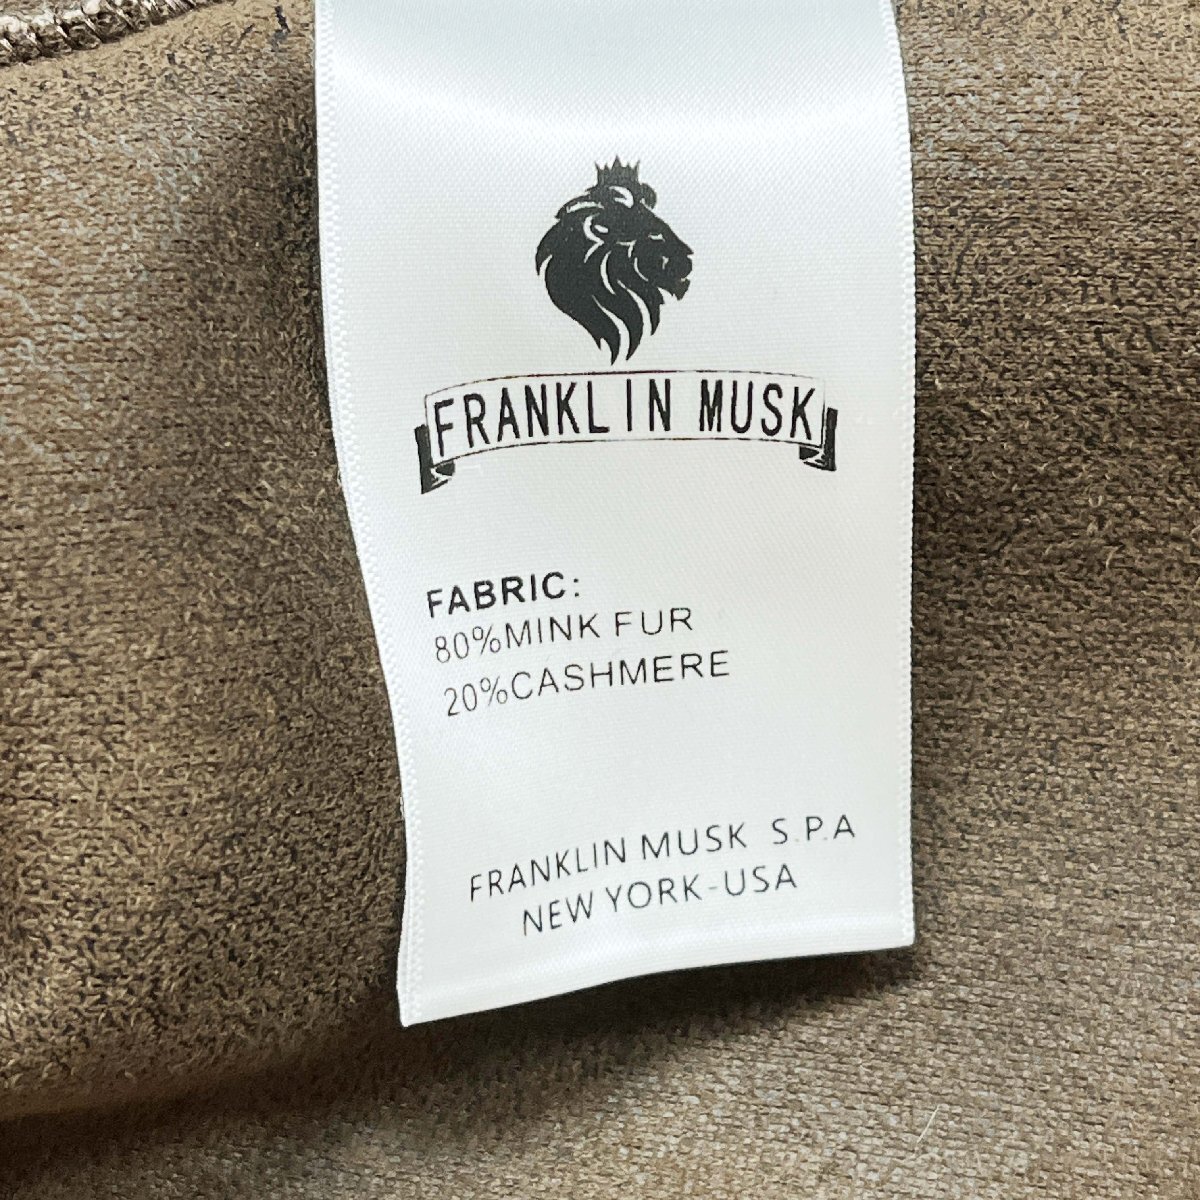 FRANKLIN MUSK
FABRIC:
80%MINK FUR
20%CASHMERE
FRANKLIN MUSK S.P.A
NEW YORK-USA